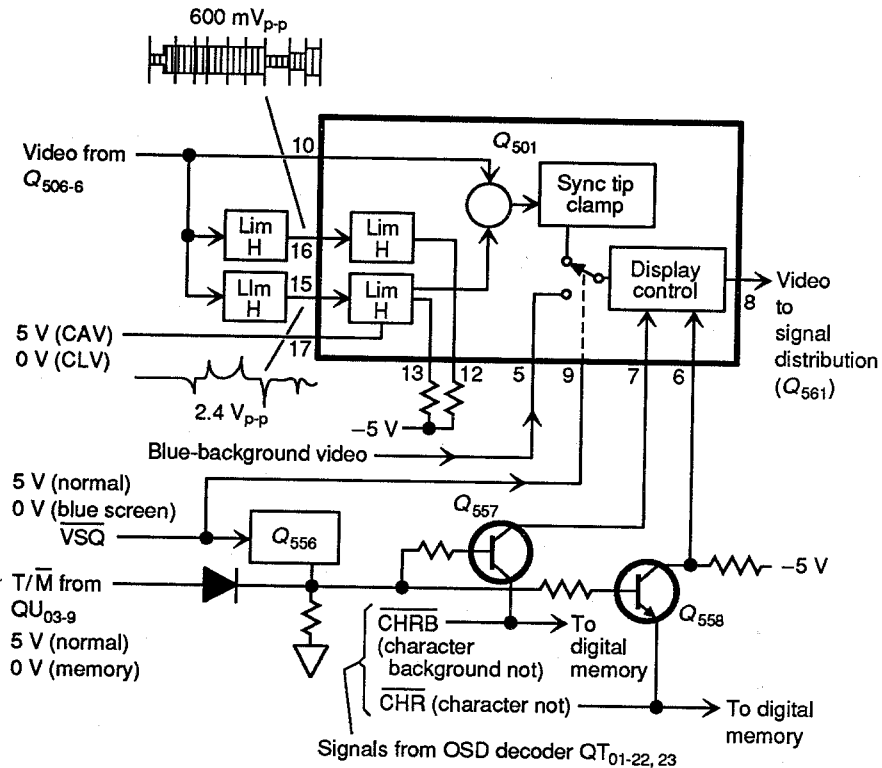 600 mVp-p
Video from
Q506-6
10
Q501
Sync tip
clamp
Lim
H
16
Lim
H
LIm
H
15
Lim
H
Display
control
8
Video
to
signal
distribution
(Q561)
5 V (CAV)
0 V (CLV)
17
2.4 Vp-p
13
12
5
9
7
6
−5 V
Blue-background video
5 V (normal)
0 V (blue screen)
VSQ
Q556
Q557
−5 V
T/M from
QU03-9
5 V (normal)
0 V (memory)
Q558
CHRB
(character
background not)
To
digital
memory
CHR (character not)
To digital
memory
Signals from OSD decoder QT01-22, 23